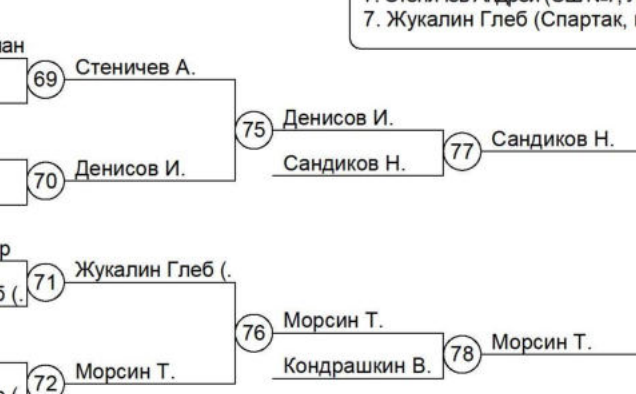 7. Жукалин Глеб (Спартак,
69 Стеничев А.
75 Денисов И.
77 Сандиков Н.
Сандиков Н.
70 Денисов И.
71 Жукалин Глеб (.
76 Морсин Т.
78 Морсин Т.
Кондрашкин В.
72 Морсин Т.